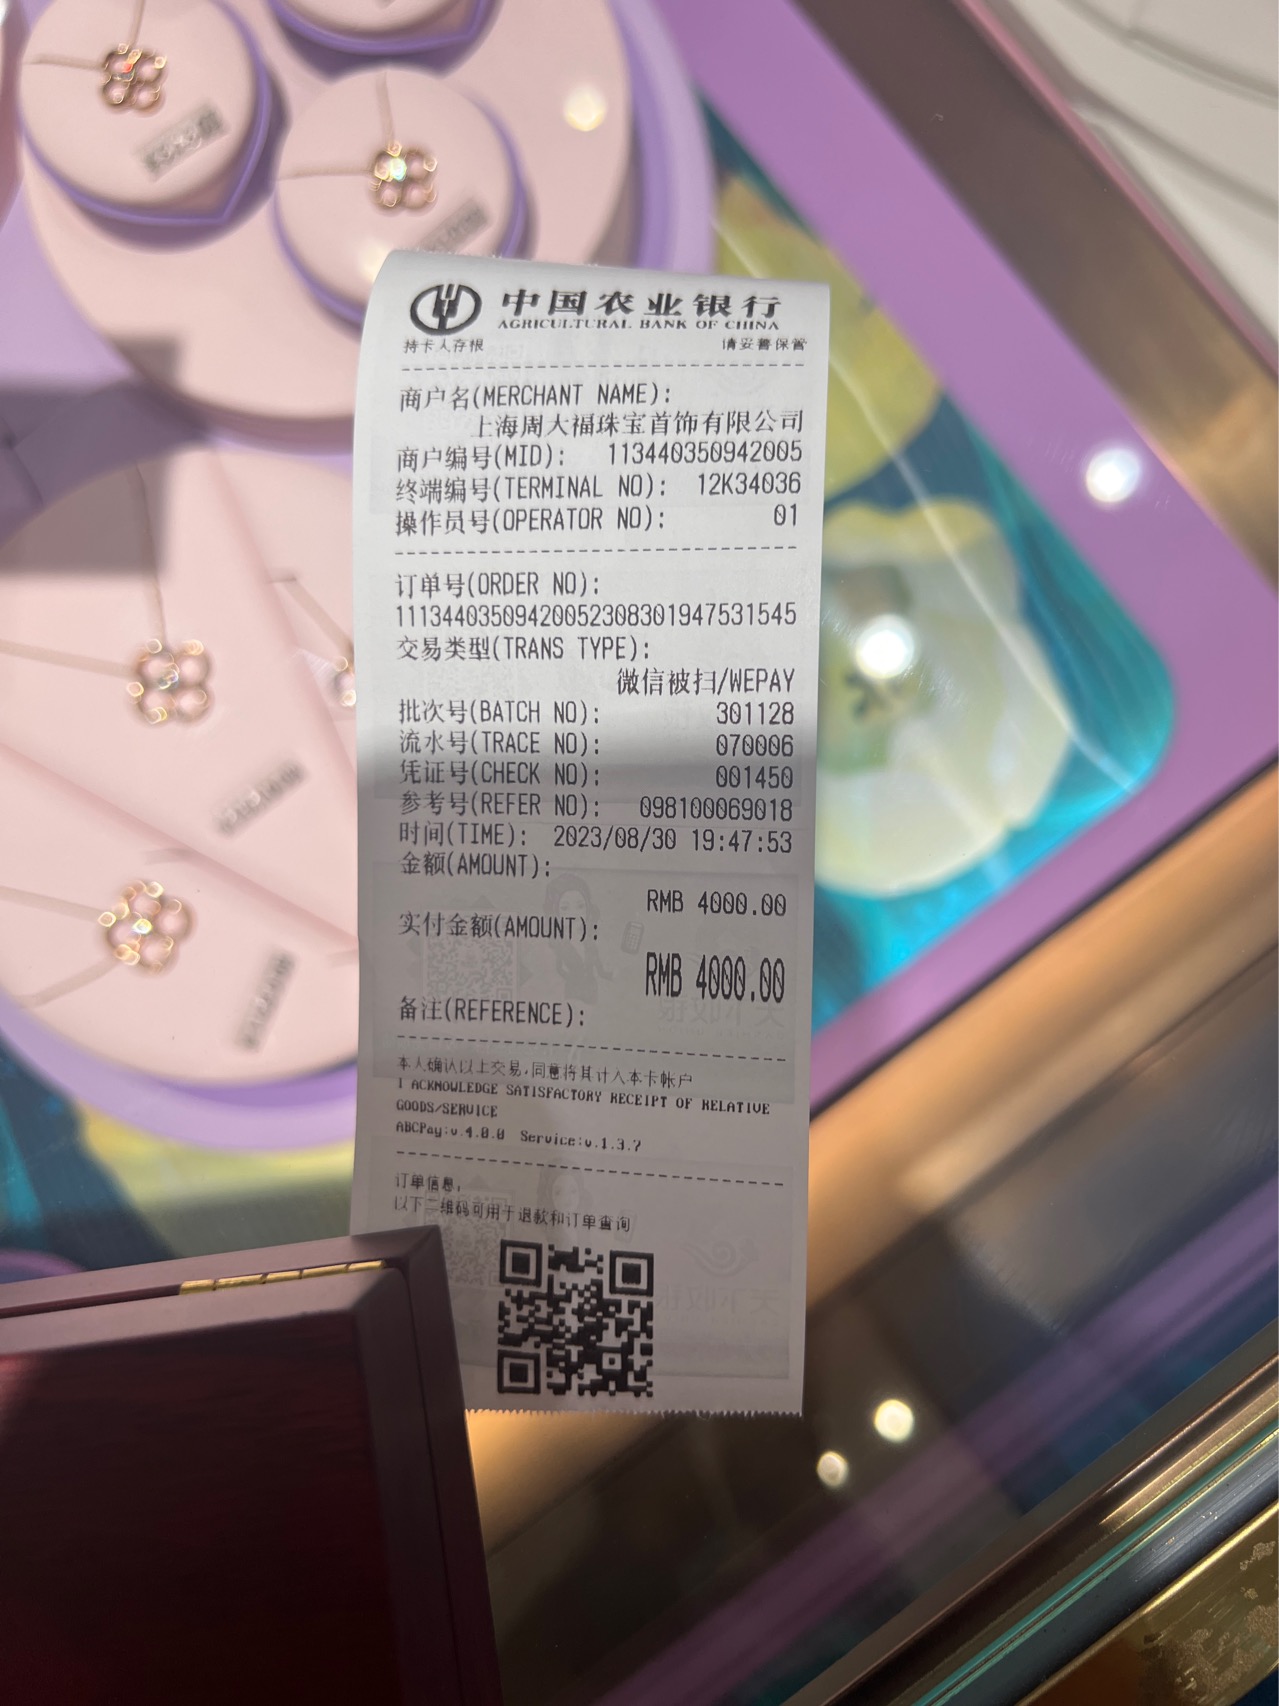 中国农业银行
AGRICULTURAL BANK OF CHINA
持卡人存根 请妥善保管
商户名(MERCHANT NAME):
上海周大福珠宝首饰有限公司
商户编号(MID): 113440350942005
终端编号(TERMINAL NO): 12K34036
操作员号(OPERATOR NO): 01
订单号(ORDER NO):
11134403509420052308301947531545
交易类型(TRANS TYPE):
微信被扫/WEPAY
批次号(BATCH NO): 301128
流水号(TRACE NO): 070006
凭证号(CHECK NO): 001450
参考号(REFER NO): 098100069018
时间(TIME): 2023/08/30 19:47:53
金额(AMOUNT):
RMB 4000.00
实付金额(AMOUNT):
RMB 4000.00
备注(REFERENCE):
本人确认以上交易,同意将其计入本卡帐户
I ACKNOWLEDGE SATISFACTORY RECEIPT OF RELATIVE
GOODS/SERVICE
ABCPay:v.4.0.0 Service:v.1.3.7
订单信息,
以下二维码可用于退款和订单查询